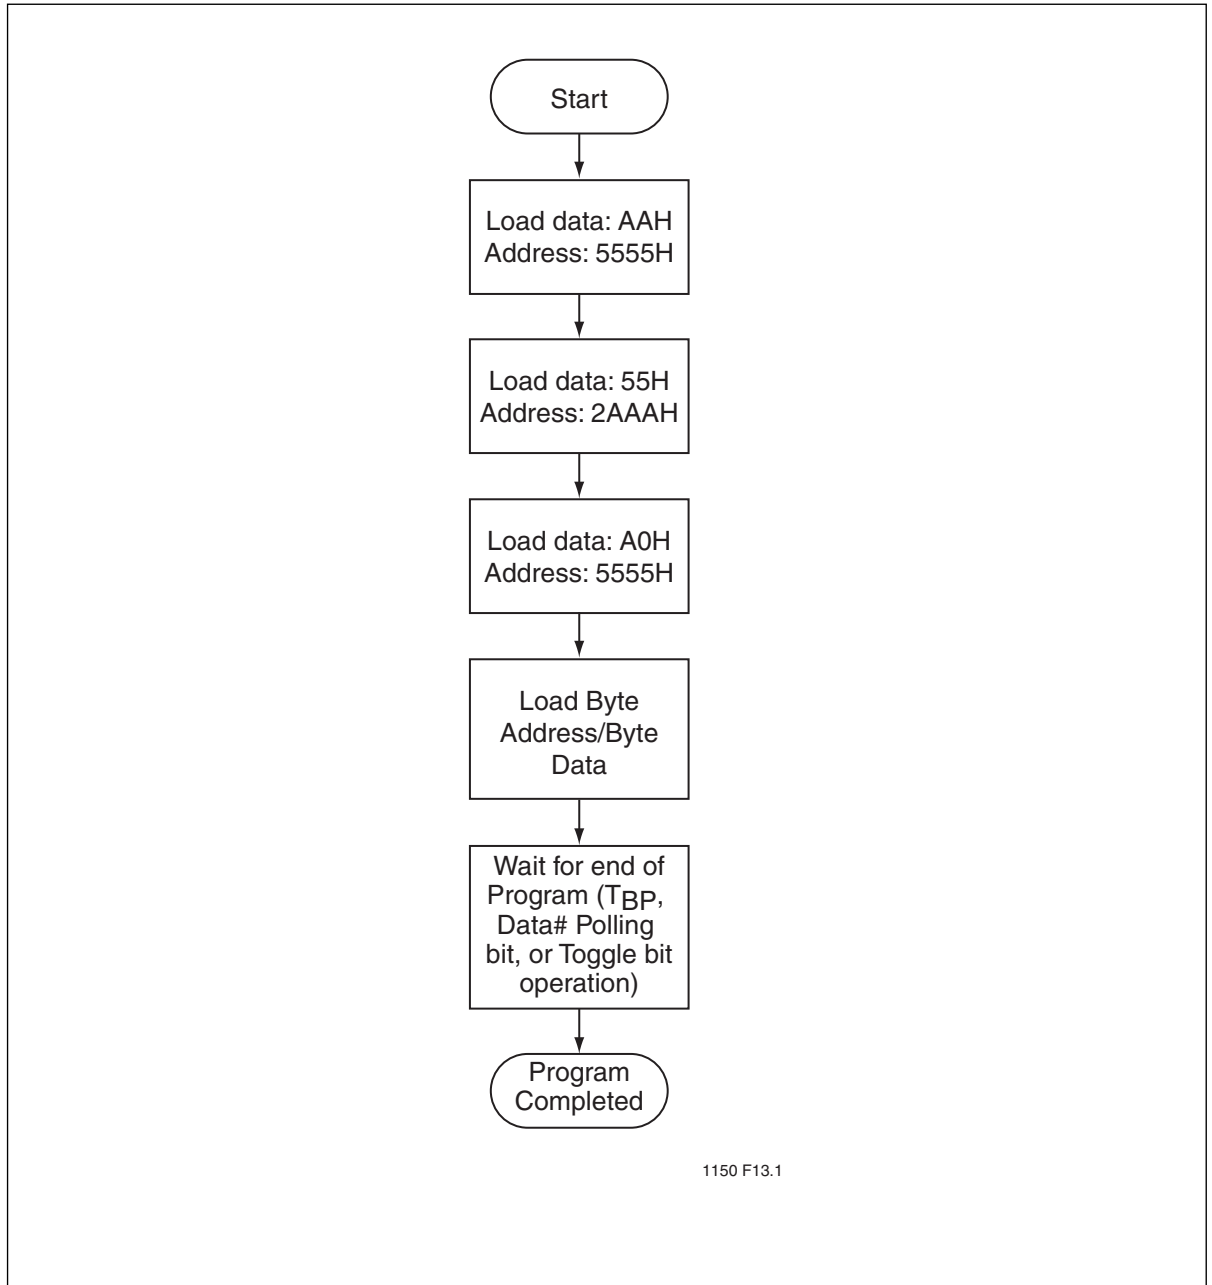 Start
Load data: AAH
Address: 5555H
Load data: 55H
Address: 2AAAH
Load data: A0H
Address: 5555H
Load Byte
Address/Byte
Data
Wait for end of
Program (TBP,
Data# Polling
bit, or Toggle bit
operation)
Program
Completed
1150 F13.1